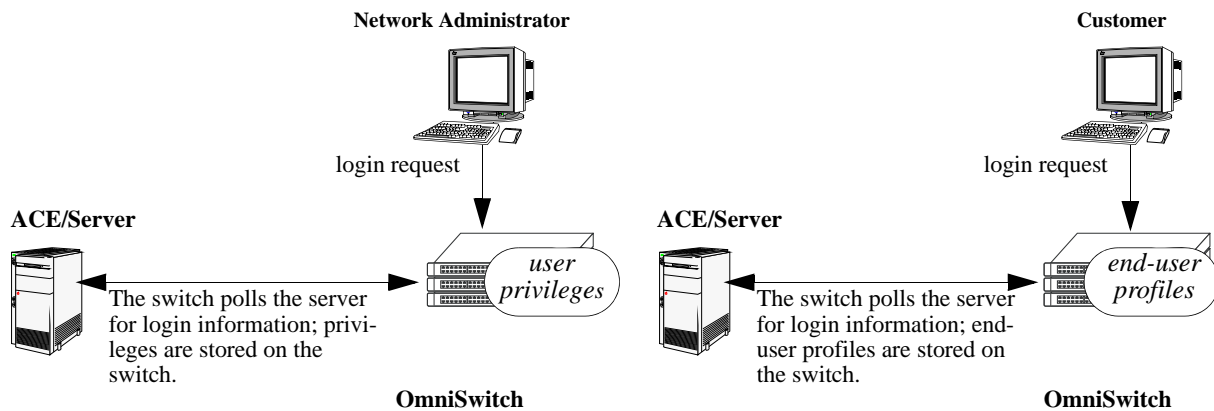 Network Administrator
login request
ACE/Server
user
privileges
The switch polls the server
for login information; privi-
leges are stored on the
switch.
OmniSwitch
Customer
login request
ACE/Server
end-user
profiles
The switch polls the server
for login information; end-
user profiles are stored on
the switch.
OmniSwitch